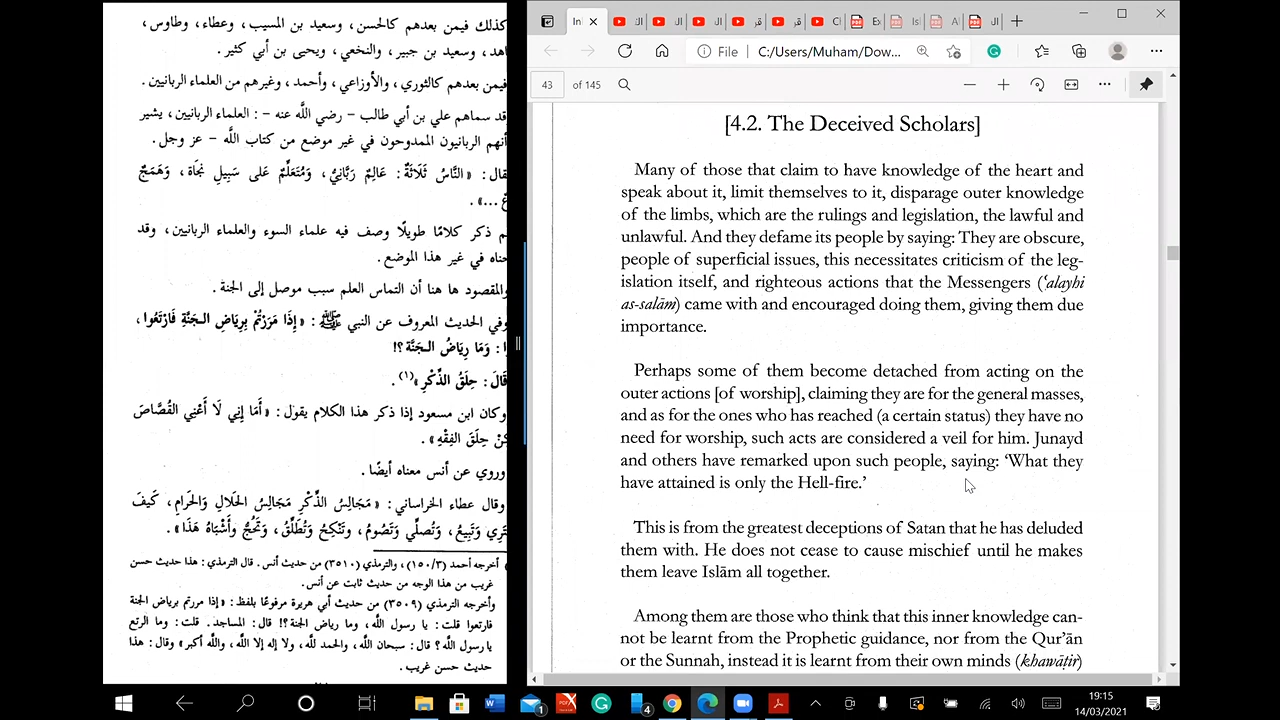 كذلك فيمن بعدهم كالحسن، وسعيد بن المسيب، وعطاء، وطاوس،
اهد، وسعيد بن جبير، والنخعي، ويحيى بن أبي كثير.
فيمن بعدهم كالثوري، والأوزاعي، وأحمد، وغيرهم من العلماء الربانيين.
قد سماهم علي بن أبي طالب - رضي اللَّه عنه - : العلماء الربانيين، يشير
أنهم الربانيون الممدوحون في غير موضع من كتاب اللَّه - عز وجل.
قال: «النَّاسُ ثَلَاثَةٌ: عَالِمٌ رَبَّانِيٌّ، وَمُتَعَلِّمٌ عَلَى سَبِيلِ نَجَاة، وَهَمَجٌ
عٌ ...».
م ذكر كلامًا طويلًا وصف فيه علماء السوء والعلماء الربانيين، وقد
حناه في غير هذا الموضع.
المقصود ها هنا أن التماس العلم سبب موصل إلى الجنة.
وفي الحديث المعروف عن النبي ﷺ: «إِذَا مَرَرْتُمْ بِرِيَاضِ الـجَنَّةِ فَارْتَعُوا،
ا: وَمَا رِيَاضُ الـجَنَّة؟!
قَالَ: حِلَقُ الذِّكْرِ»(١).
وكان ابن مسعود إذا ذكر هذا الكلام يقول: «أَمَا إِنِي لَا أَعْنِي القُصَّاصَ
كنْ حِلَقَ الفِقْهِ».
وروي عن أنس معناه أيضًا.
وقال عطاء الخراساني: «مَجَالِسُ الذِّكْرِ مَجَالِسُ الحَلَالِ وَالحَرَامِ، كَيفَ
تَرِي وَتَبِيعُ، وَتُصلِّي وَتَصُومُ، وَتَنْكِحُ وَتُطَلِّقُ، وَتَحُجُّ وَأَشْبَاهُ هَذَا».
أخرجه أحمد (٣/ ١٥٠)، والترمذي (٣٥١٠) من حديث أنس. قال الترمذي: هذا حديث حسن
غريب من هذا الوجه من حديث ثابت عن أنس.
وأخرجه الترمذي (٣٥٠٩) من حديث أبي هريرة مرفوعًا بلفظ: «إذا مررتم برياض الجنة
فارتعوا قلت: يا رسول اللَّه، وما رياض الجنة؟! قال: المساجد. قلت: وما الرتع
يا رسول اللَّه؟ قال: سبحان اللَّه، والحمد للَّه، ولا إله إلا اللَّه، واللَّه أكبر» وقال: هذا
حديث حسن غريب.
In
File C:/Users/Muham/Dow...
43 of 145
[4.2. The Deceived Scholars]
Many of those that claim to have knowledge of the heart and
speak about it, limit themselves to it, disparage outer knowledge
of the limbs, which are the rulings and legislation, the lawful and
unlawful. And they defame its people by saying: They are obscure,
people of superficial issues, this necessitates criticism of the leg-
islation itself, and righteous actions that the Messengers (‘alayhi
as-salām) came with and encouraged doing them, giving them due
importance.
Perhaps some of them become detached from acting on the
outer actions [of worship], claiming they are for the general masses,
and as for the ones who has reached (a certain status) they have no
need for worship, such acts are considered a veil for him. Junayd
and others have remarked upon such people, saying: ‘What they
have attained is only the Hell-fire.’
This is from the greatest deceptions of Satan that he has deluded
them with. He does not cease to cause mischief until he makes
them leave Islām all together.
Among them are those who think that this inner knowledge can-
not be learnt from the Prophetic guidance, nor from the Qur’ān
or the Sunnah, instead it is learnt from their own minds (khawāṭir)
19:15
14/03/2021